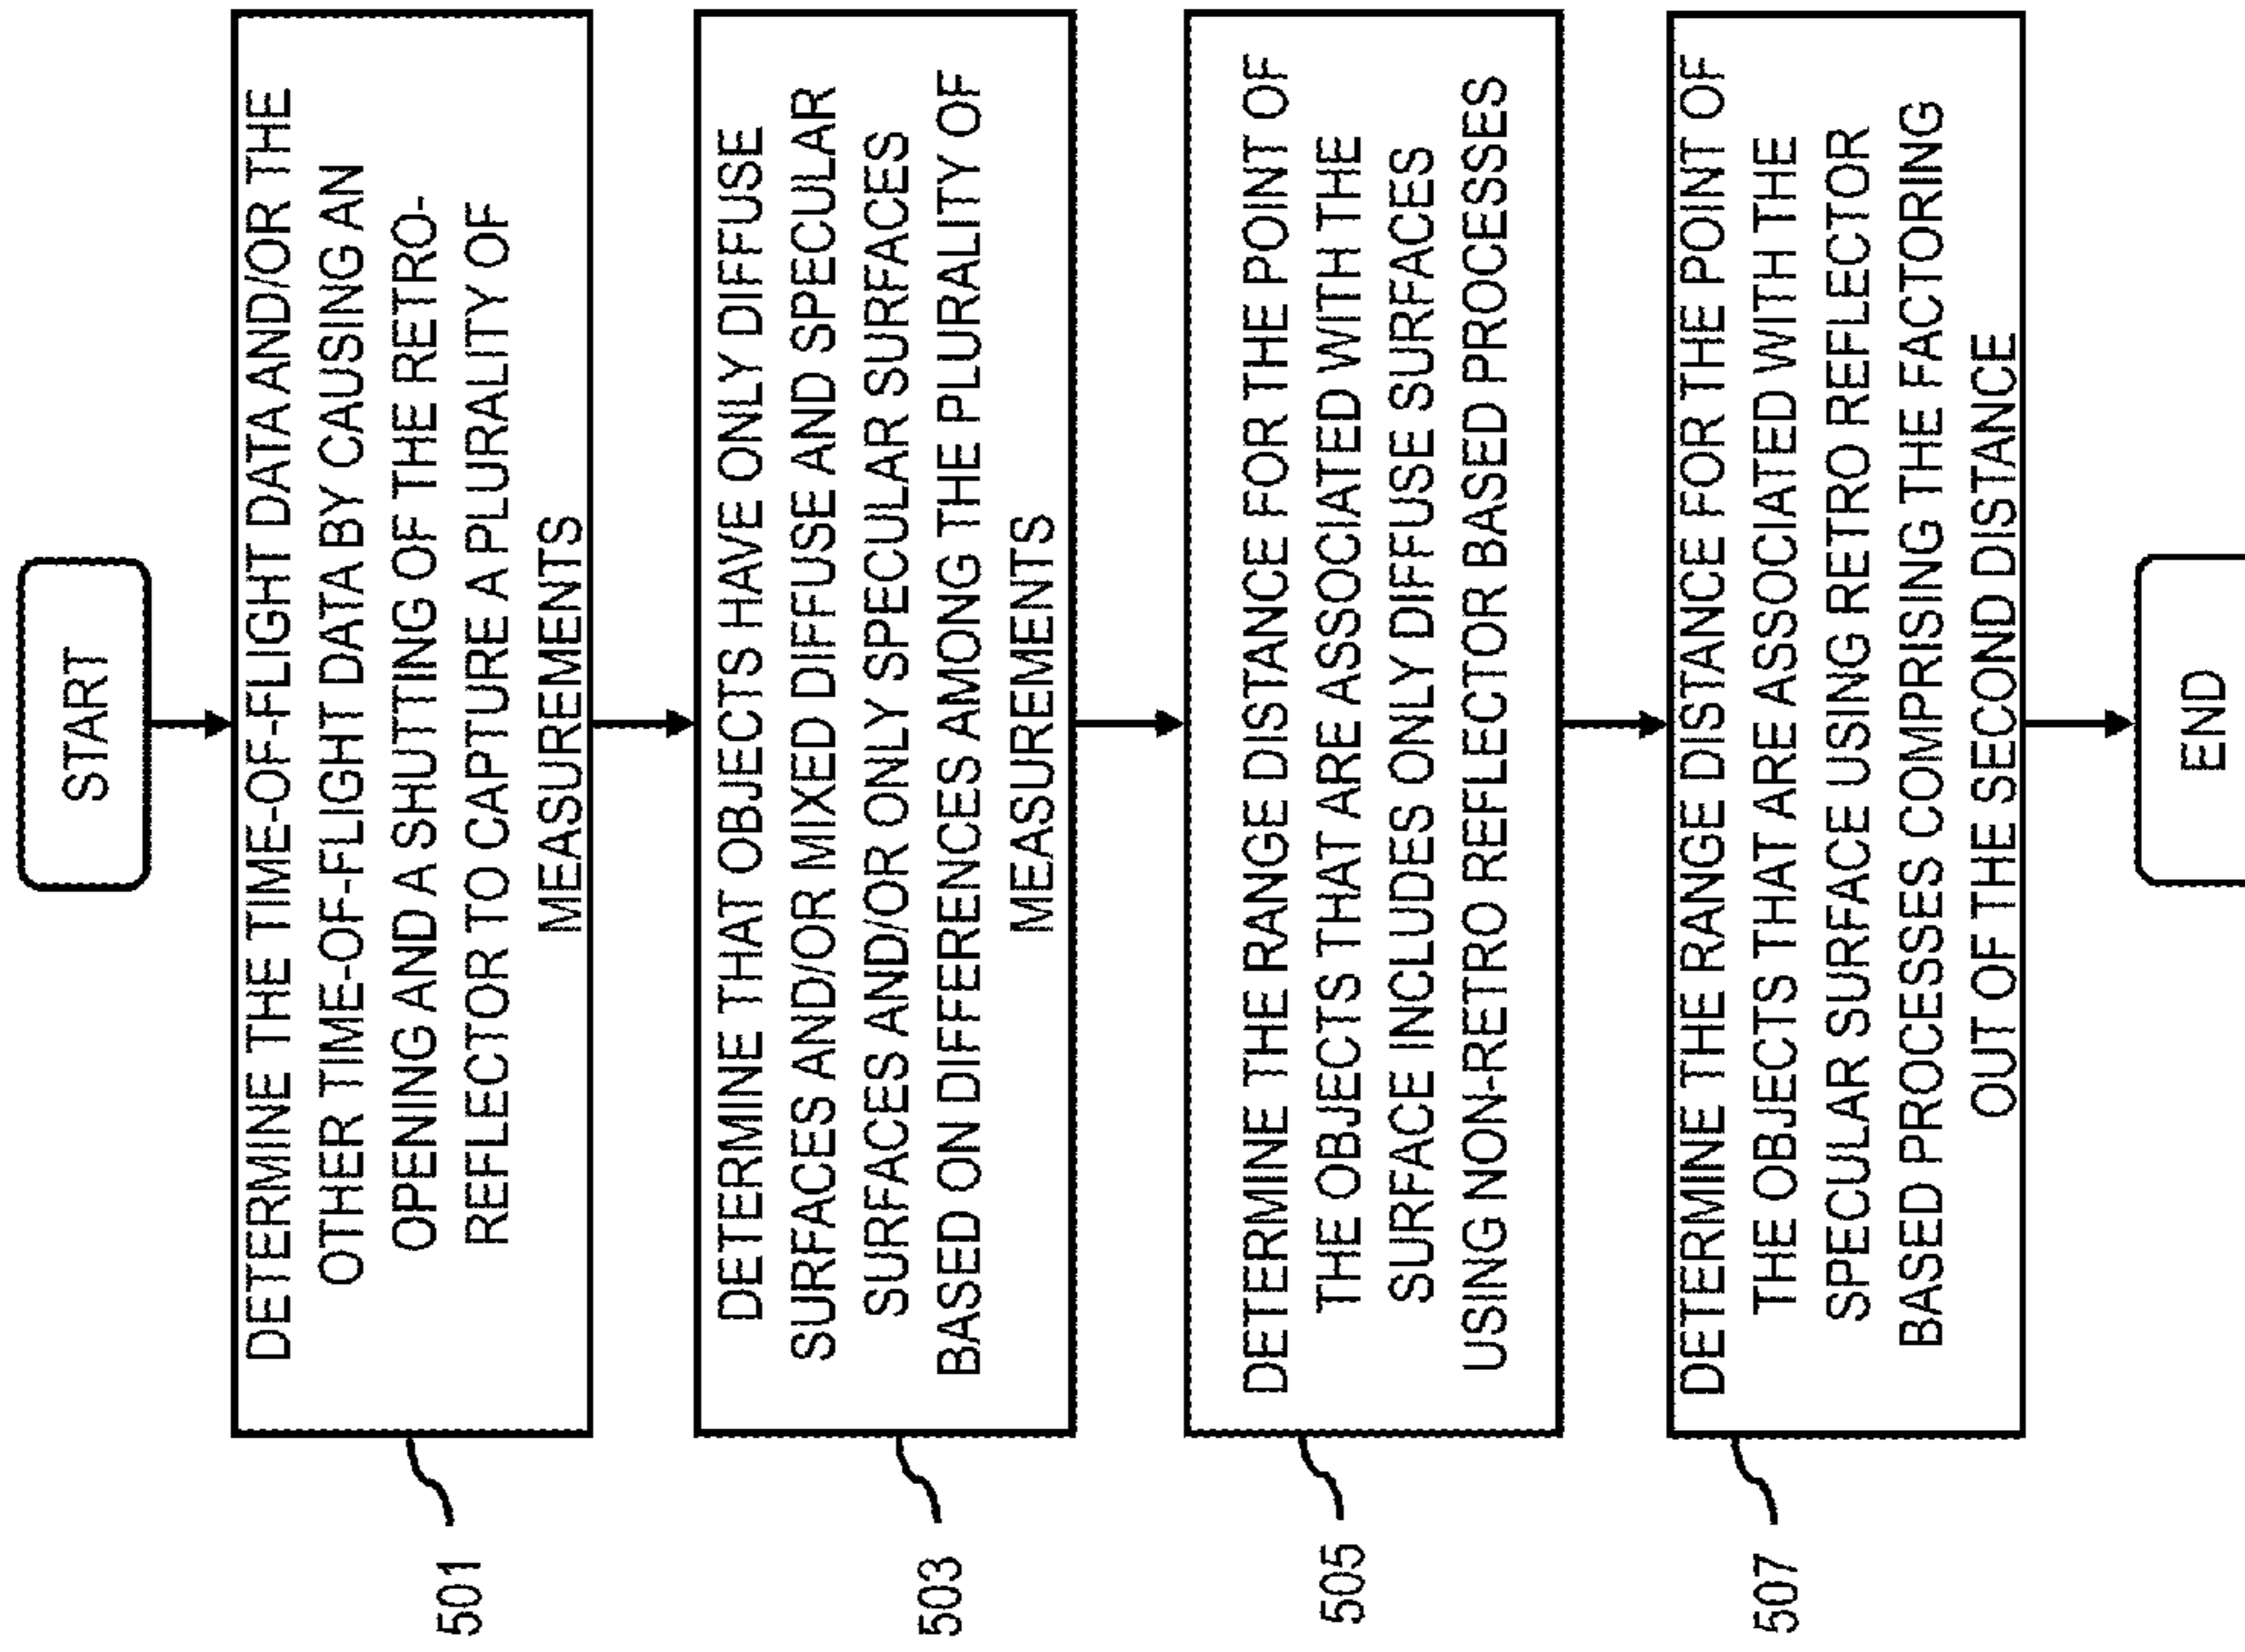 START
DETERMINE THE TIME-OF-FLIGHT DATA AND/OR THE
OTHER TIME-OF-FLIGHT DATA BY CAUSING AN
OPENING AND A SHUTTING OF THE RETRO-
REFLECTOR TO CAPTURE A PLURALITY OF
MEASUREMENTS
501
DETERMINE THAT OBJECTS HAVE ONLY DIFFUSE
SURFACES AND/OR MIXED DIFFUSE AND SPECULAR
SURFACES AND/OR ONLY SPECULAR SURFACES
BASED ON DIFFERENCES AMONG THE PLURALITY OF
MEASUREMENTS
503
DETERMINE THE RANGE DISTANCE FOR THE POINT OF
THE OBJECTS THAT ARE ASSOCIATED WITH THE
SURFACE INCLUDES ONLY DIFFUSE SURFACES
USING NON-RETRO REFLECTOR BASED PROCESSES
505
DETERMINE THE RANGE DISTANCE FOR THE POINT OF
THE OBJECTS THAT ARE ASSOCIATED WITH THE
SPECULAR SURFACE USING RETRO REFLECTOR
BASED PROCESSES COMPRISING THE FACTORING
OUT OF THE SECOND DISTANCE
507
END